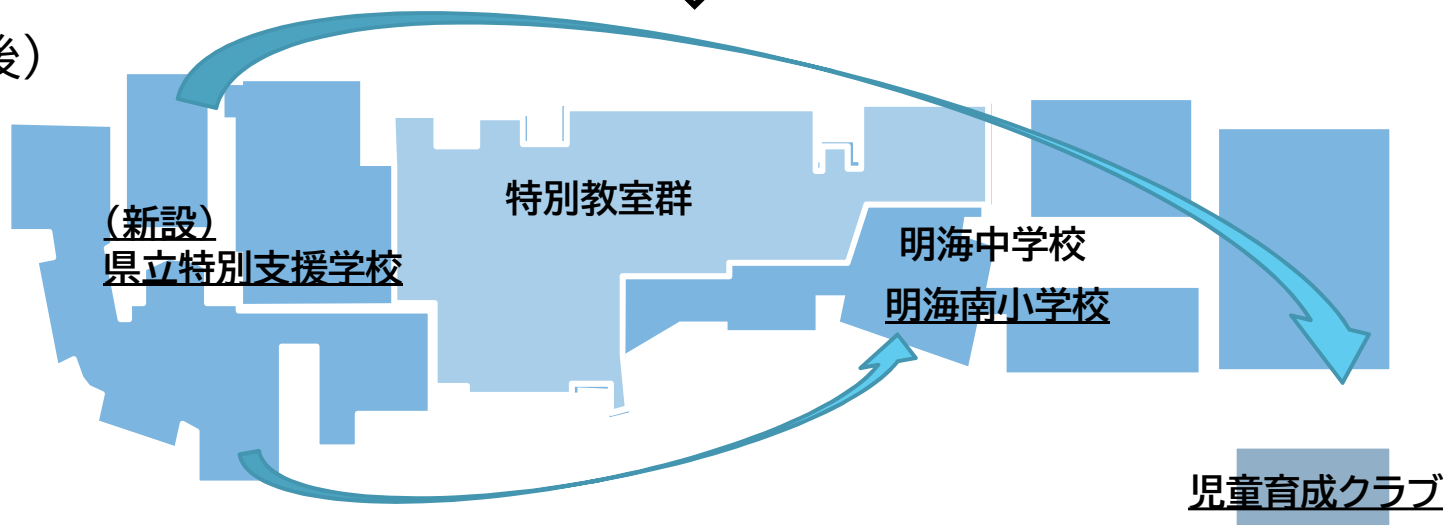 後）
特別教室群
（新設）
県立特別支援学校
明海中学校
明海南小学校
児童育成クラブ